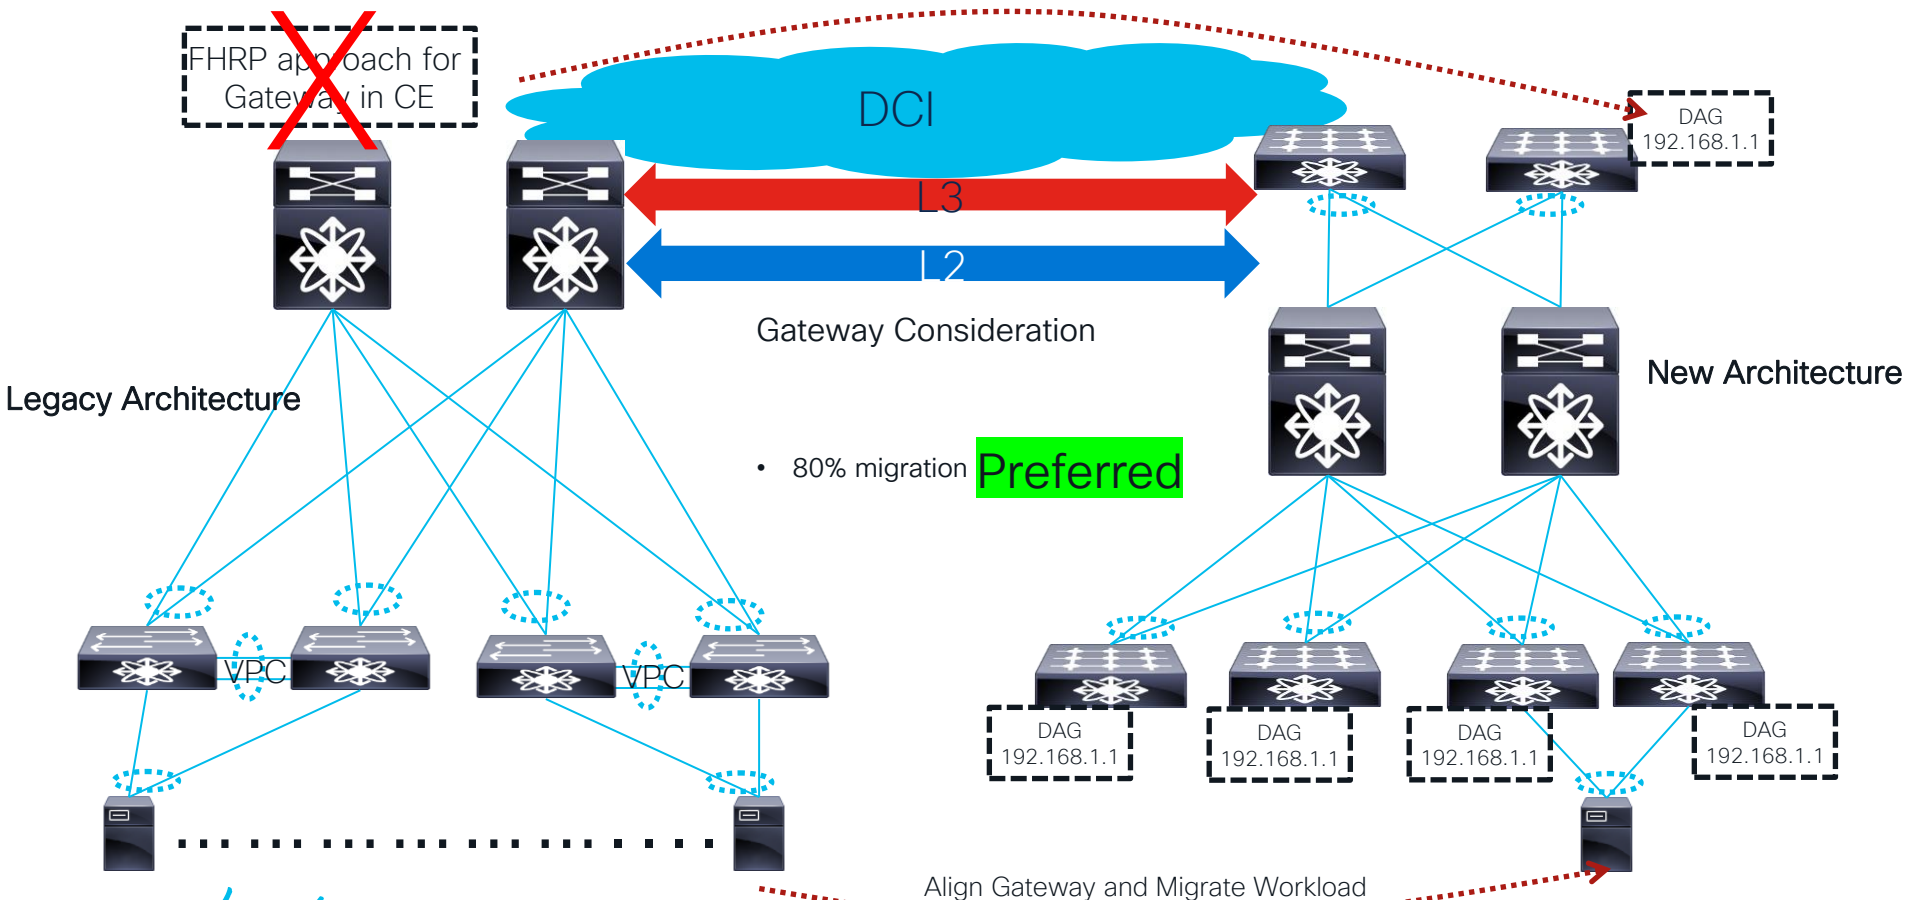 FHRP approach for
Gateway in CE
DCI
DAG
192.168.1.1
L3
L2
Gateway Consideration
Legacy Architecture
New Architecture
• 80% migration Preferred
VPC
VPC
DAG
192.168.1.1
DAG
192.168.1.1
DAG
192.168.1.1
DAG
192.168.1.1
Align Gateway and Migrate Workload